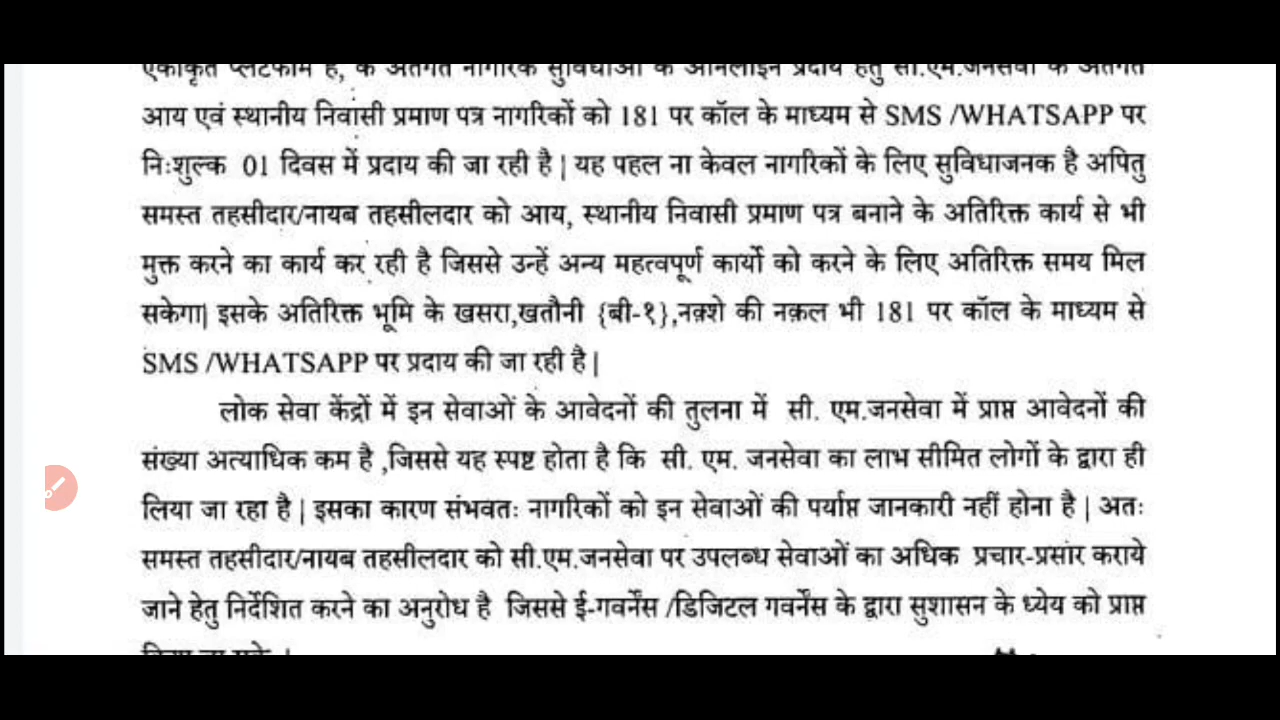 एकीकृत प्लेटफॉर्म है, के अंतर्गत नागरिक सुविधाओं के ऑनलाइन प्रदाय हेतु सी.एम.जनसेवा के अंतर्गत
आय एवं स्थानीय निवासी प्रमाण पत्र नागरिकों को 181 पर कॉल के माध्यम से SMS /WHATSAPP पर
निःशुल्क 01 दिवस में प्रदाय की जा रही है | यह पहल ना केवल नागरिकों के लिए सुविधाजनक है अपितु
समस्त तहसीदार/नायब तहसीलदार को आय, स्थानीय निवासी प्रमाण पत्र बनाने के अतिरिक्त कार्य से भी
मुक्त करने का कार्य कर रही है जिससे उन्हें अन्य महत्वपूर्ण कार्यो को करने के लिए अतिरिक्त समय मिल
सकेगा| इसके अतिरिक्त भूमि के खसरा,खतौनी {बी-१},नक़्शे की नक़ल भी 181 पर कॉल के माध्यम से
SMS /WHATSAPP पर प्रदाय की जा रही है |
लोक सेवा केंद्रों में इन सेवाओं के आवेदनों की तुलना में सी. एम.जनसेवा में प्राप्त आवेदनों की
संख्या अत्याधिक कम है ,जिससे यह स्पष्ट होता है कि सी. एम. जनसेवा का लाभ सीमित लोगों के द्वारा ही
लिया जा रहा है | इसका कारण संभवतः नागरिकों को इन सेवाओं की पर्याप्त जानकारी नहीं होना है | अतः
समस्त तहसीदार/नायब तहसीलदार को सी.एम.जनसेवा पर उपलब्ध सेवाओं का अधिक प्रचार-प्रसार कराये
जाने हेतु निर्देशित करने का अनुरोध है जिससे ई-गवर्नेंस /डिजिटल गवर्नेंस के द्वारा सुशासन के ध्येय को प्राप्त